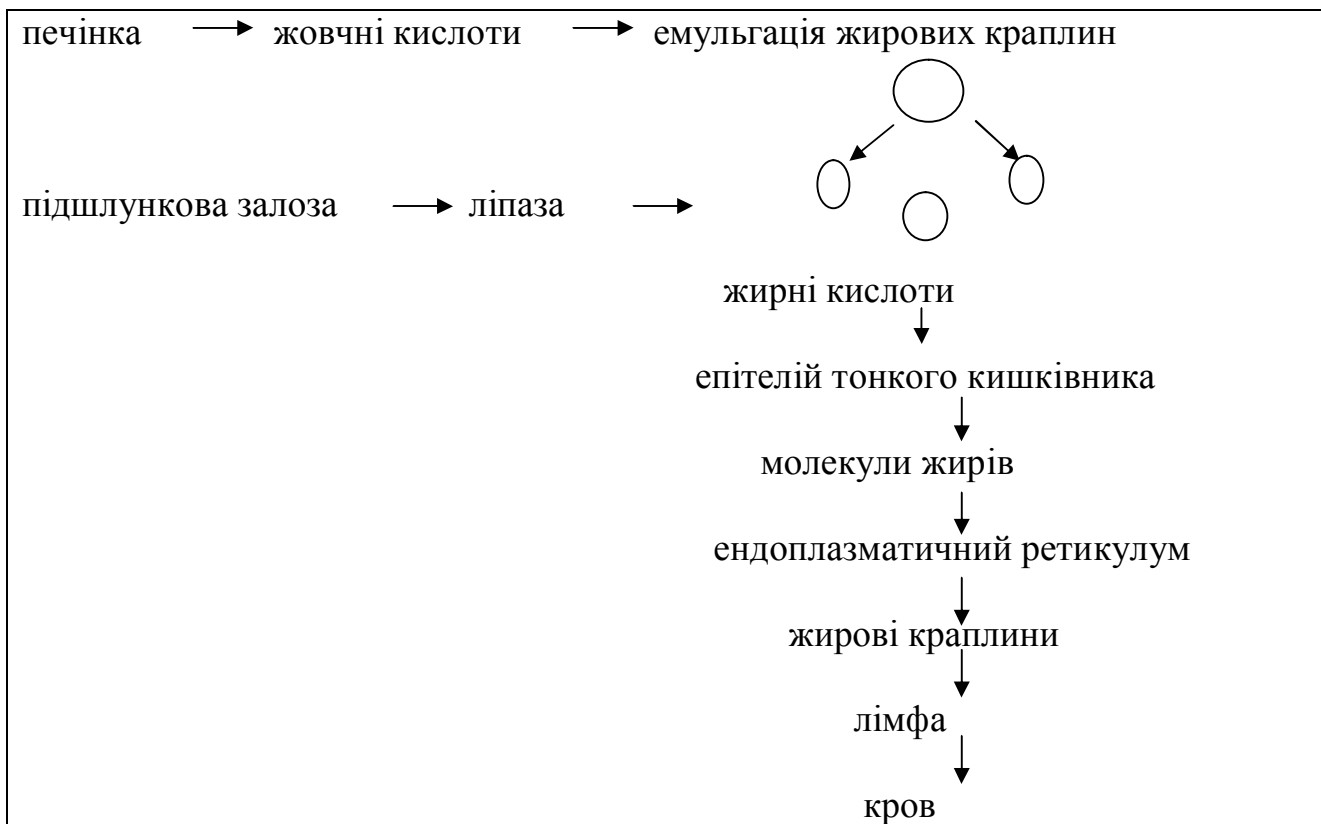 печінка жовчні кислоти емульгація жирових краплин
підшлункова залоза ліпаза
жирні кислоти
епітелій тонкого кишківника
молекули жирів
ендоплазматичний ретикулум
жирові краплини
лімфа
кров